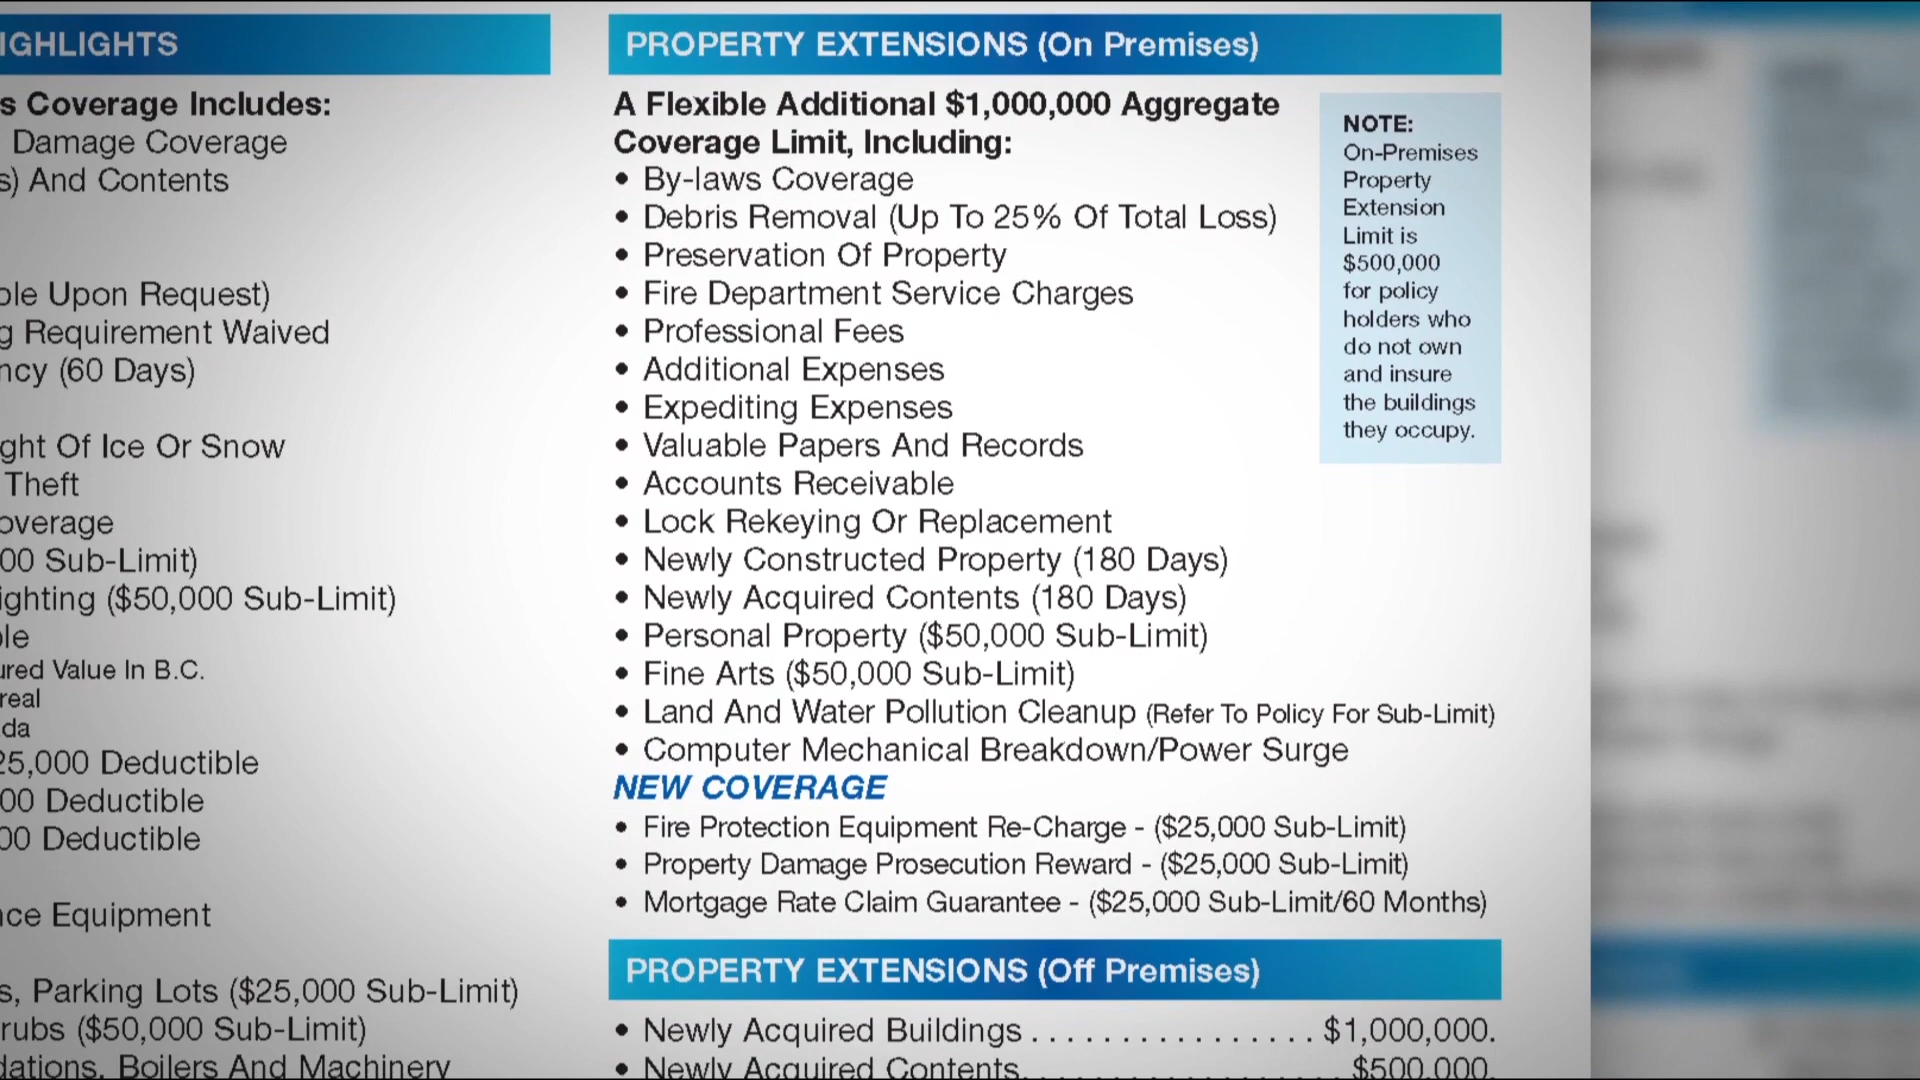 HIGHLIGHTS
s Coverage Includes:
Damage Coverage
s) And Contents
ble Upon Request)
g Requirement Waived
ncy (60 Days)
ght Of Ice Or Snow
Theft
overage
00 Sub-Limit)
ighting ($50,000 Sub-Limit)
ble
ured Value In B.C.
real
da
25,000 Deductible
00 Deductible
00 Deductible
nce Equipment
s, Parking Lots ($25,000 Sub-Limit)
rubs ($50,000 Sub-Limit)
dations, Boilers And Machinery
PROPERTY EXTENSIONS (On Premises)
A Flexible Additional $1,000,000 Aggregate
Coverage Limit, Including:
• By-laws Coverage
• Debris Removal (Up To 25% Of Total Loss)
• Preservation Of Property
• Fire Department Service Charges
• Professional Fees
• Additional Expenses
• Expediting Expenses
• Valuable Papers And Records
• Accounts Receivable
• Lock Rekeying Or Replacement
• Newly Constructed Property (180 Days)
• Newly Acquired Contents (180 Days)
• Personal Property ($50,000 Sub-Limit)
• Fine Arts ($50,000 Sub-Limit)
• Land And Water Pollution Cleanup (Refer To Policy For Sub-Limit)
• Computer Mechanical Breakdown/Power Surge
NEW COVERAGE
• Fire Protection Equipment Re-Charge - ($25,000 Sub-Limit)
• Property Damage Prosecution Reward - ($25,000 Sub-Limit)
• Mortgage Rate Claim Guarantee - ($25,000 Sub-Limit/60 Months)
NOTE:
On-Premises
Property
Extension
Limit is
$500,000
for policy
holders who
do not own
and insure
the buildings
they occupy.
PROPERTY EXTENSIONS (Off Premises)
• Newly Acquired Buildings . . . . . . . . . . . . . . . . $1,000,000.
• Newly Acquired Contents. . . . . . . . . . . . . . . . . . $500,000.